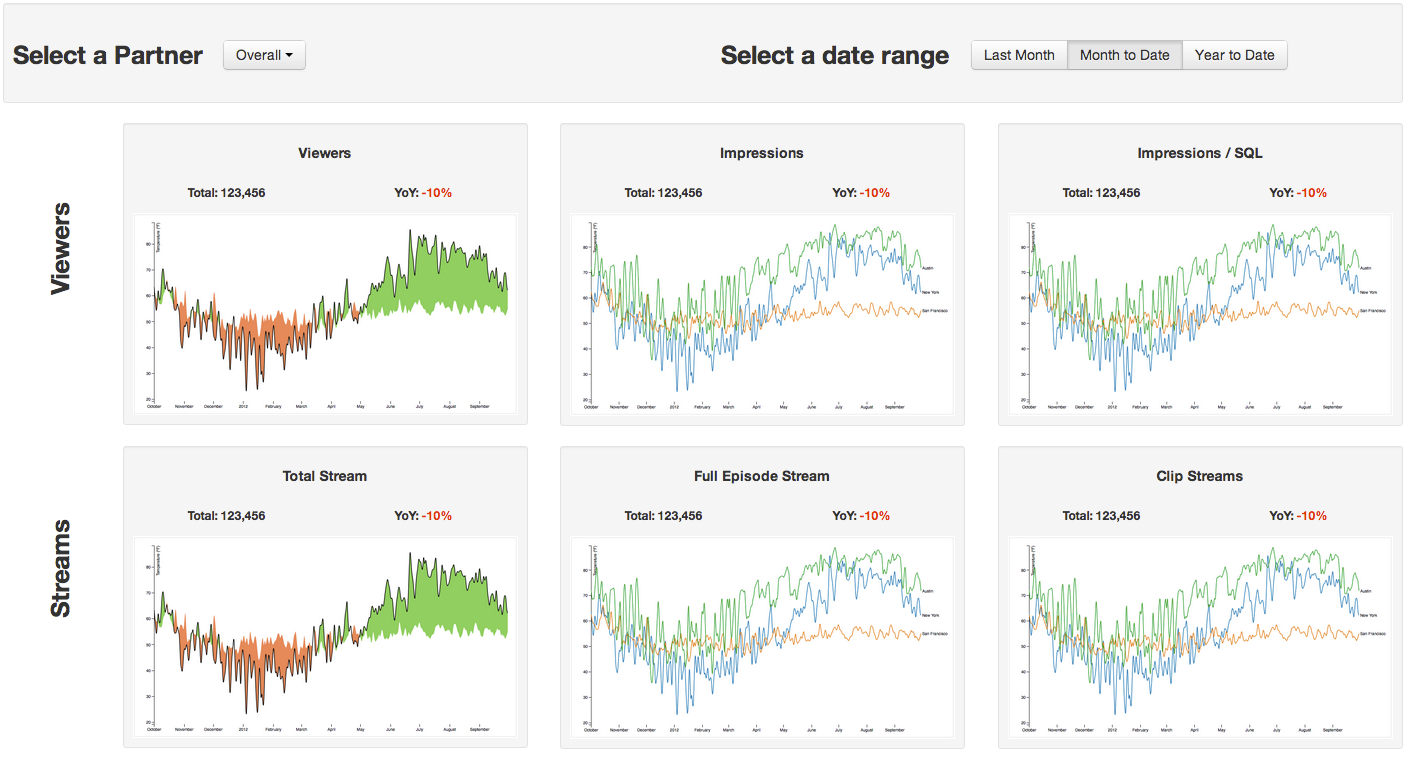 Select a Partner Overall Select a date range Last Month Month to Date Year to Date
Viewers
Viewers
Total: 123,456 YoY: -10%
Temperature (ºF)
80
70
60
50
40
30
20
October November December 2012 February March April May June July August September
Impressions
Total: 123,456 YoY: -10%
Temperature (ºF)
80
70
60
50
40
30
20
Austin
New York
San Francisco
October November December 2012 February March April May June July August September
Impressions / SQL
Total: 123,456 YoY: -10%
Temperature (ºF)
80
70
60
50
40
30
20
Austin
New York
San Francisco
October November December 2012 February March April May June July August September
Streams
Total Stream
Total: 123,456 YoY: -10%
Temperature (ºF)
80
70
60
50
40
30
20
October November December 2012 February March April May June July August September
Full Episode Stream
Total: 123,456 YoY: -10%
Temperature (ºF)
80
70
60
50
40
30
20
Austin
New York
San Francisco
October November December 2012 February March April May June July August September
Clip Streams
Total: 123,456 YoY: -10%
Temperature (ºF)
80
70
60
50
40
30
20
Austin
New York
San Francisco
October November December 2012 February March April May June July August September